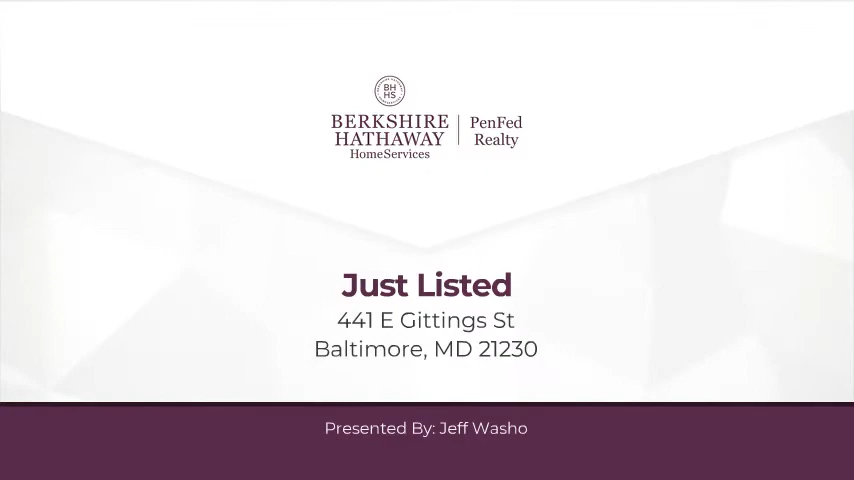 BH
HS
BERKSHIRE
HATHAWAY
HomeServices
PenFed
Realty
Just Listed
441 E Gittings St
Baltimore, MD 21230
Presented By: Jeff Washo